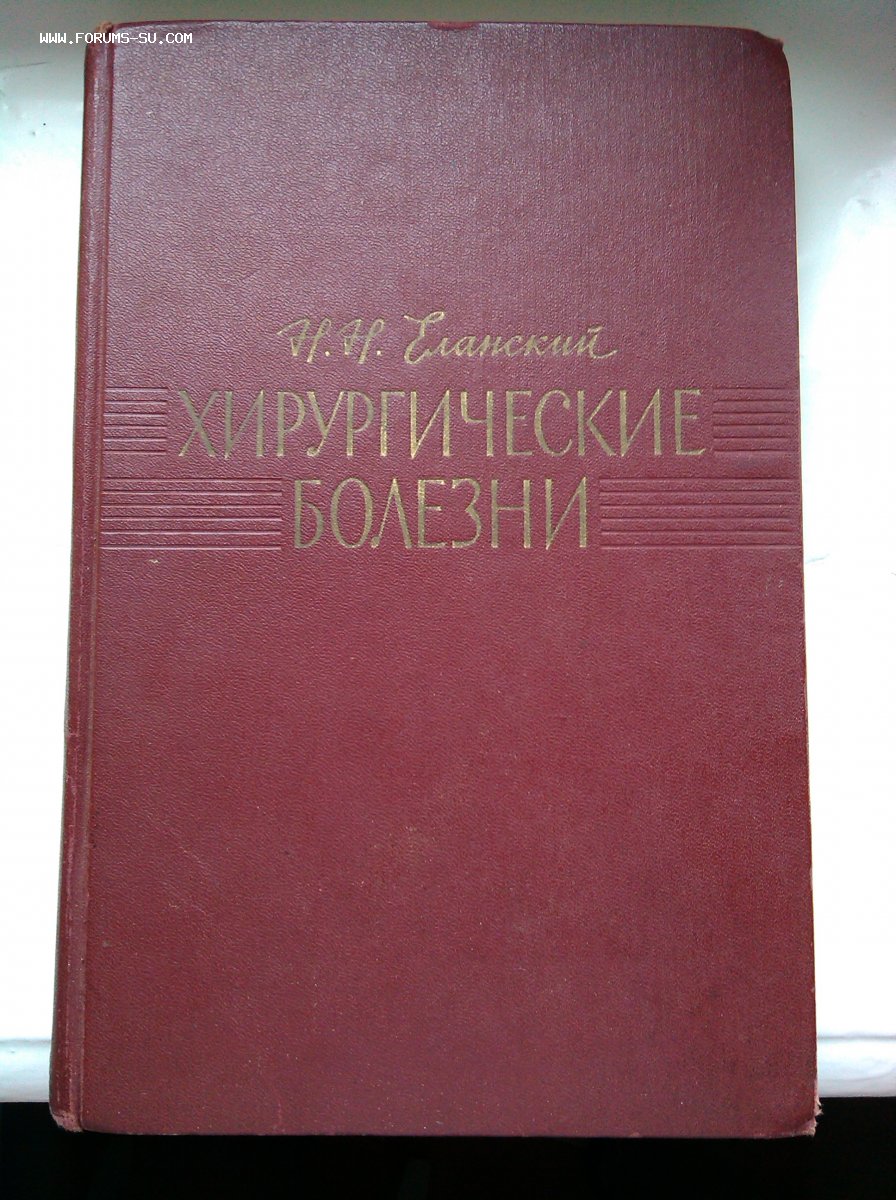 WWW.FORUMS-SU.COM
Н.Н. Еланский
ХИРУРГИЧЕСКИЕ
БОЛЕЗНИ